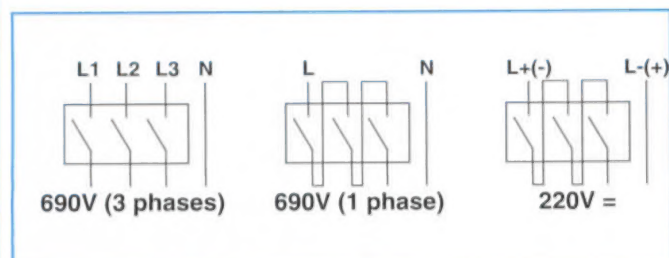 L1 L2 L3 N
L N
L+(-) L-(+)
690V (3 phases)
690V (1 phase)
220V =